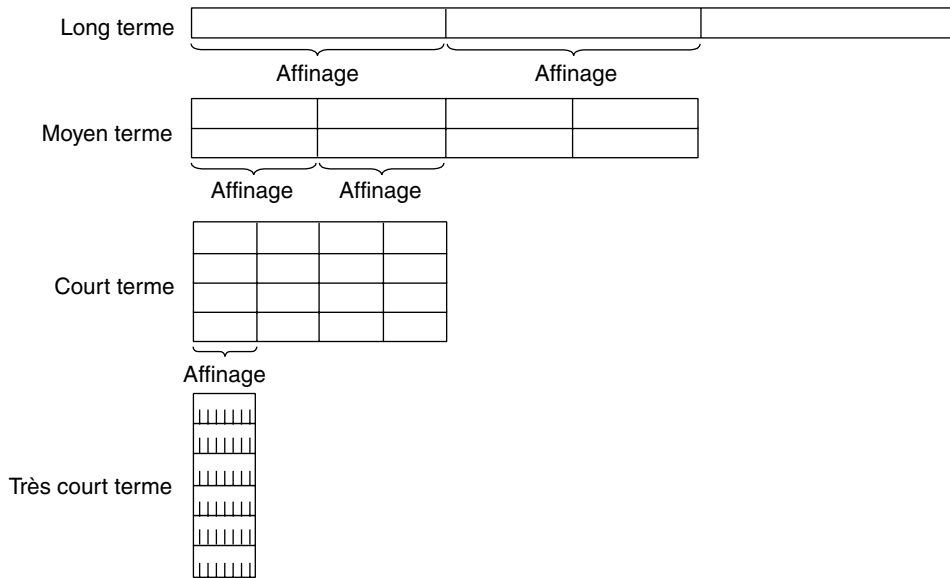 Long terme
Affinage Affinage
Moyen terme
Affinage Affinage
Court terme
Affinage
Très court terme